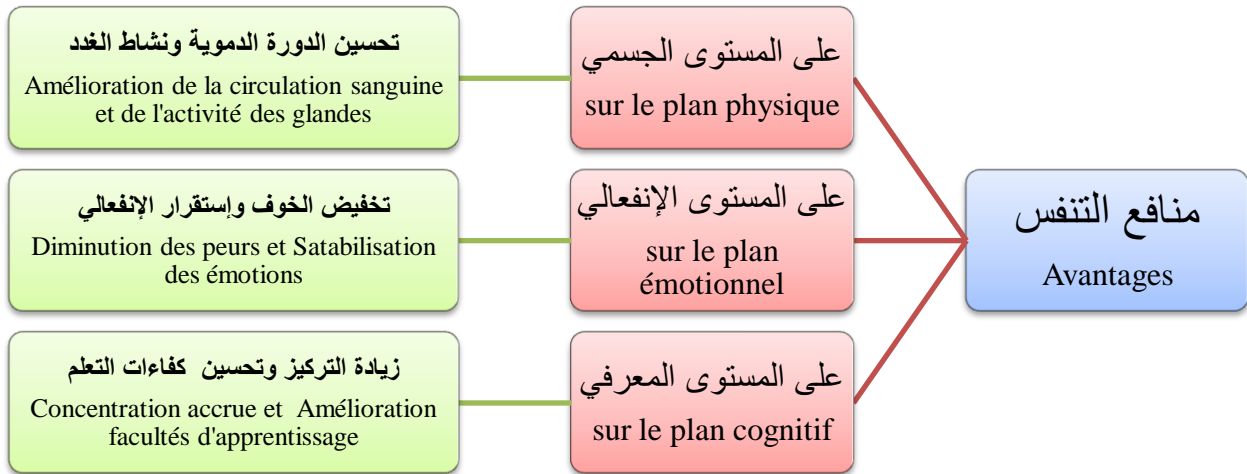 منافع التنفس
Avantages
على المستوى الجسمي
sur le plan physique
تحسين الدورة الدموية ونشاط الغدد
Amélioration de la circulation sanguine
et de l'activité des glandes
على المستوى الإنفعالي
sur le plan
émotionnel
تخفيض الخوف وإستقرار الإنفعالي
Diminution des peurs et Satabilisation
des émotions
على المستوى المعرفي
sur le plan cognitif
زيادة التركيز وتحسين كفاءات التعلم
Concentration accrue et Amélioration
facultés d'apprentissage